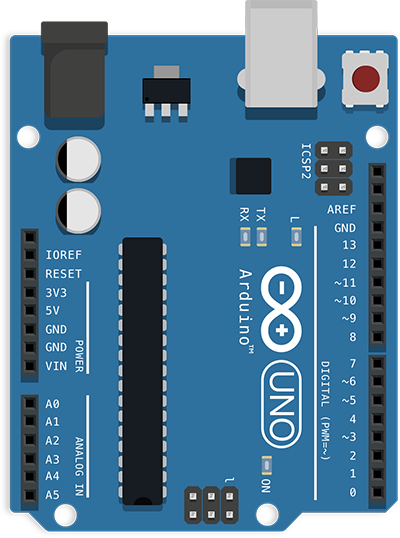 ICSP2
AREF
GND
13
12
~11
~10
~9
8
7
~6
~5
4
~3
2
1
0
DIGITAL (PWM=~)
RX
TX
L
IOREF
RESET
3V3
5V
GND
GND
VIN
POWER
A0
A1
A2
A3
A4
A5
ANALOG IN
Arduino™
UNO
ON
1